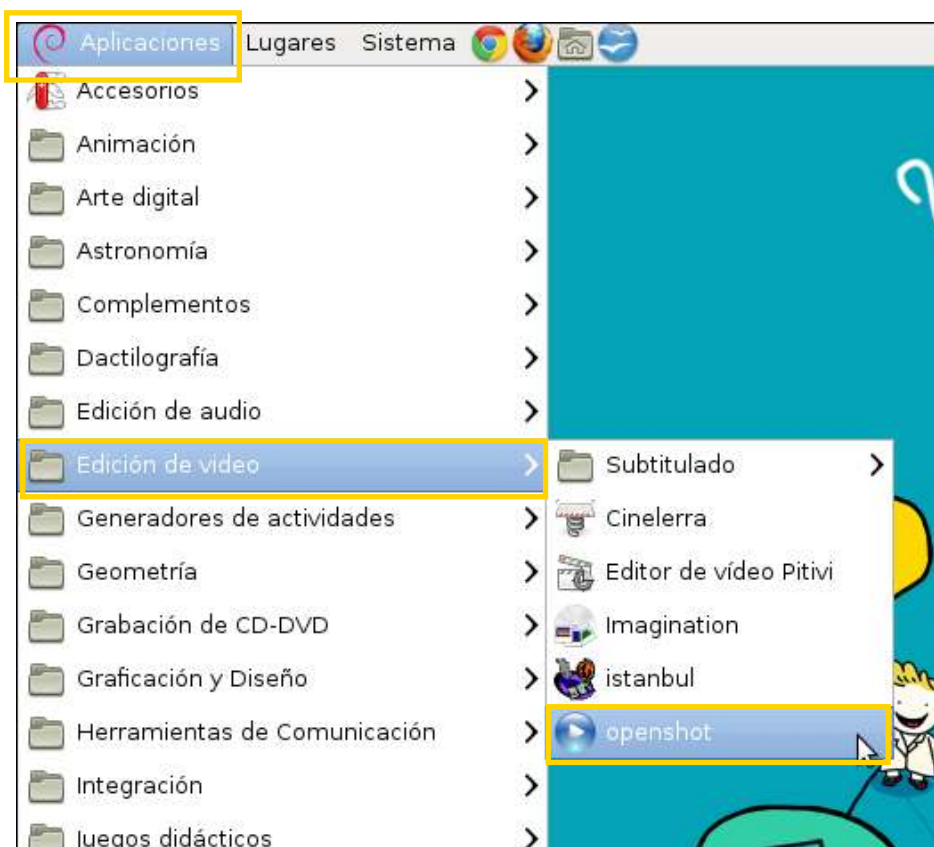 Aplicaciones Lugares Sistema
Accesorios
Animación
Arte digital
Astronomía
Complementos
Dactilografía
Edición de audio
Edición de video
Generadores de actividades
Geometría
Grabación de CD-DVD
Graficación y Diseño
Herramientas de Comunicación
Integración
Juegos didácticos
Subtitulado
Cinelerra
Editor de vídeo Pitivi
Imagination
istanbul
openshot